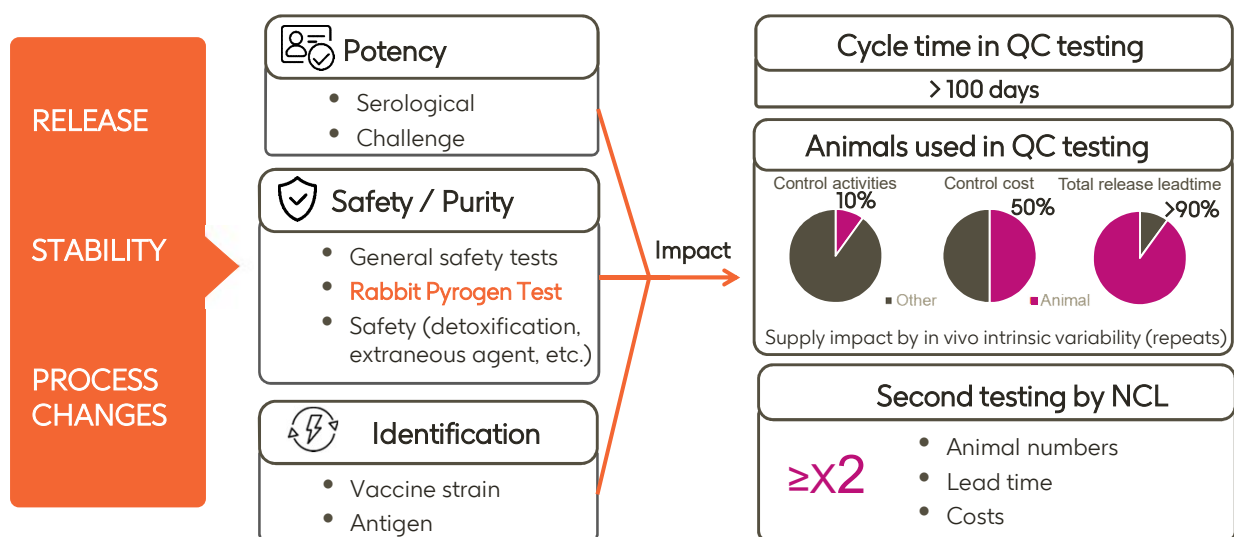 RELEASE
STABILITY
PROCESS
CHANGES
Potency
Serological
Challenge
Safety / Purity
General safety tests
Rabbit Pyrogen Test
Safety (detoxification,
extraneous agent, etc.)
Identification
Vaccine strain
Antigen
Impact
Cycle time in QC testing
> 100 days
Animals used in QC testing
Control activities
10%
Control cost
50%
Total release leadtime
>90%
Other
Animal
Supply impact by in vivo intrinsic variability (repeats)
Second testing by NCL
≥x2
Animal numbers
Lead time
Costs